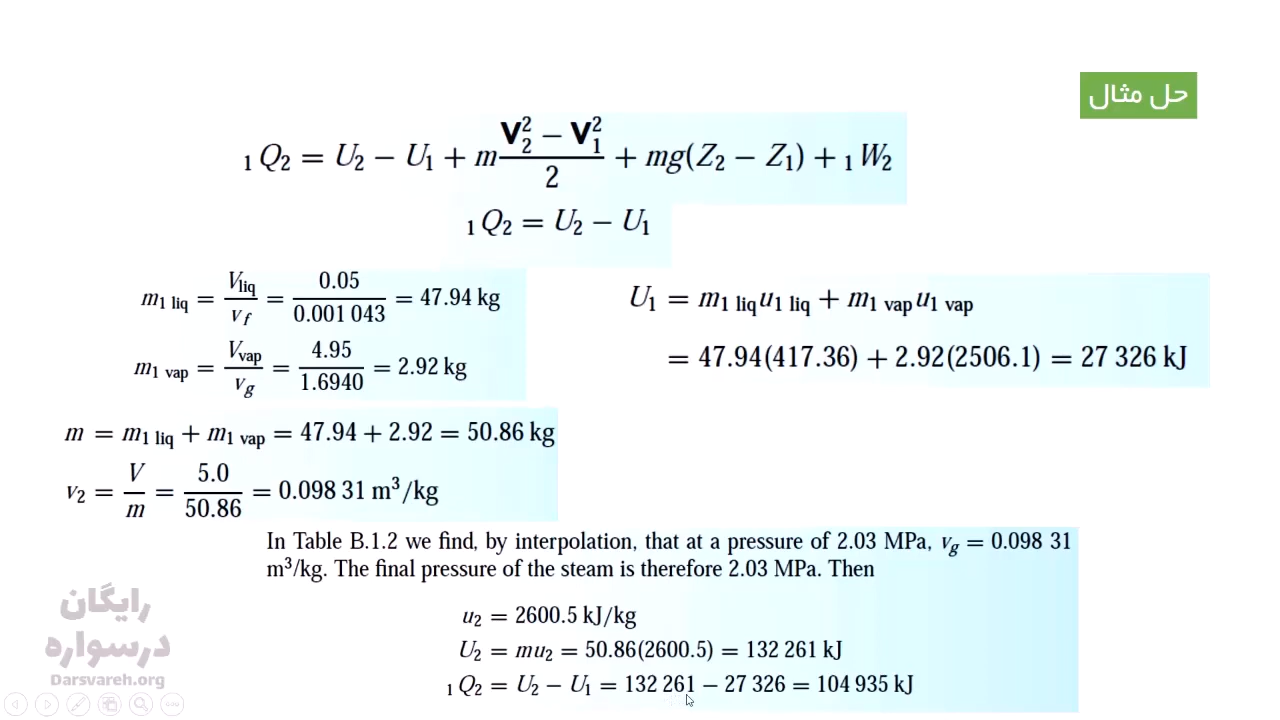 حل مثال
₁Q₂ = U₂ − U₁ + m (V₂² − V₁²)/2 + mg(Z₂ − Z₁) + ₁W₂
₁Q₂ = U₂ − U₁
m₁ liq = V_liq/v_f = 0.05/0.001 043 = 47.94 kg
m₁ vap = V_vap/v_g = 4.95/1.6940 = 2.92 kg
U₁ = m₁ liq u₁ liq + m₁ vap u₁ vap
= 47.94(417.36) + 2.92(2506.1) = 27 326 kJ
m = m₁ liq + m₁ vap = 47.94 + 2.92 = 50.86 kg
v₂ = V/m = 5.0/50.86 = 0.098 31 m³/kg
In Table B.1.2 we find, by interpolation, that at a pressure of 2.03 MPa, v_g = 0.098 31
m³/kg. The final pressure of the steam is therefore 2.03 MPa. Then
u₂ = 2600.5 kJ/kg
U₂ = mu₂ = 50.86(2600.5) = 132 261 kJ
₁Q₂ = U₂ − U₁ = 132 261 − 27 326 = 104 935 kJ
رایگان
درسواره
Darsvareh.org